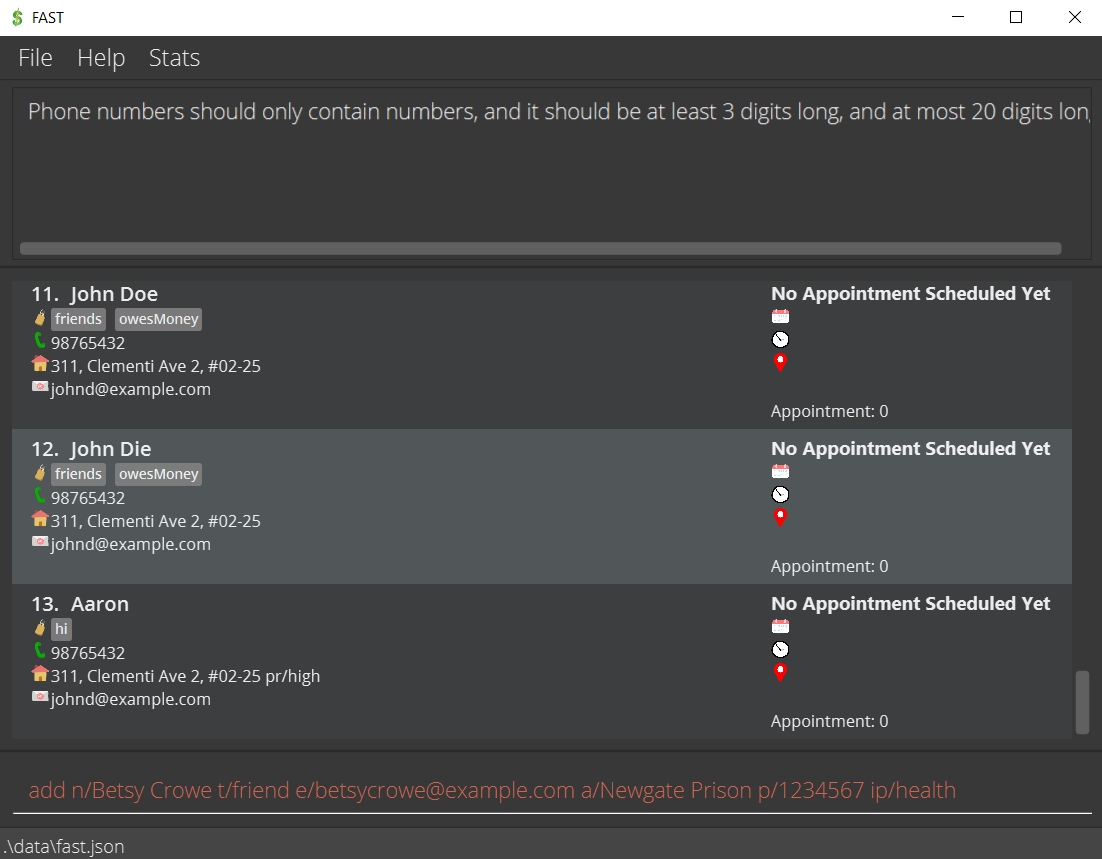 FAST
File Help Stats
Phone numbers should only contain numbers, and it should be at least 3 digits long, and at most 20 digits long
11. John Doe
No Appointment Scheduled Yet
friends owesMoney
98765432
311, Clementi Ave 2, #02-25
johnd@example.com
Appointment: 0
12. John Die
No Appointment Scheduled Yet
friends owesMoney
98765432
311, Clementi Ave 2, #02-25
johnd@example.com
Appointment: 0
13. Aaron
No Appointment Scheduled Yet
hi
98765432
311, Clementi Ave 2, #02-25 pr/high
johnd@example.com
Appointment: 0
add n/Betsy Crowe t/friend e/betsycrowe@example.com a/Newgate Prison p/1234567 ip/health
.\data\fast.json